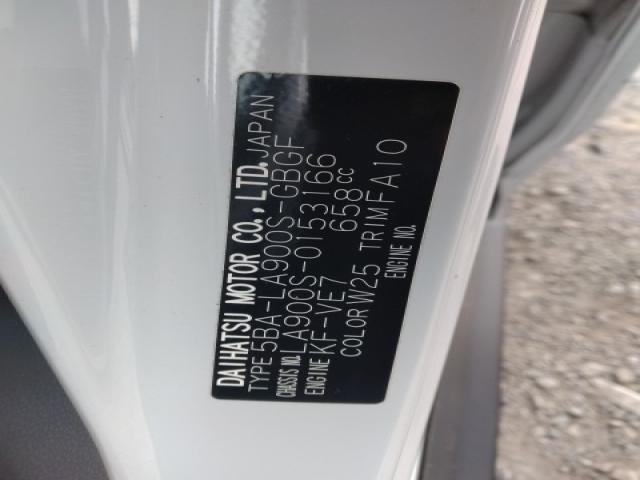 DAIHATSU MOTOR CO., LTD. JAPAN
TYPE 5BA-LA900S-GBGF
CHASSIS NO. LA900S-0153166
ENGINE KF-VE7 658CC
COLOR W25 TRIM FA10
ENGINE NO.